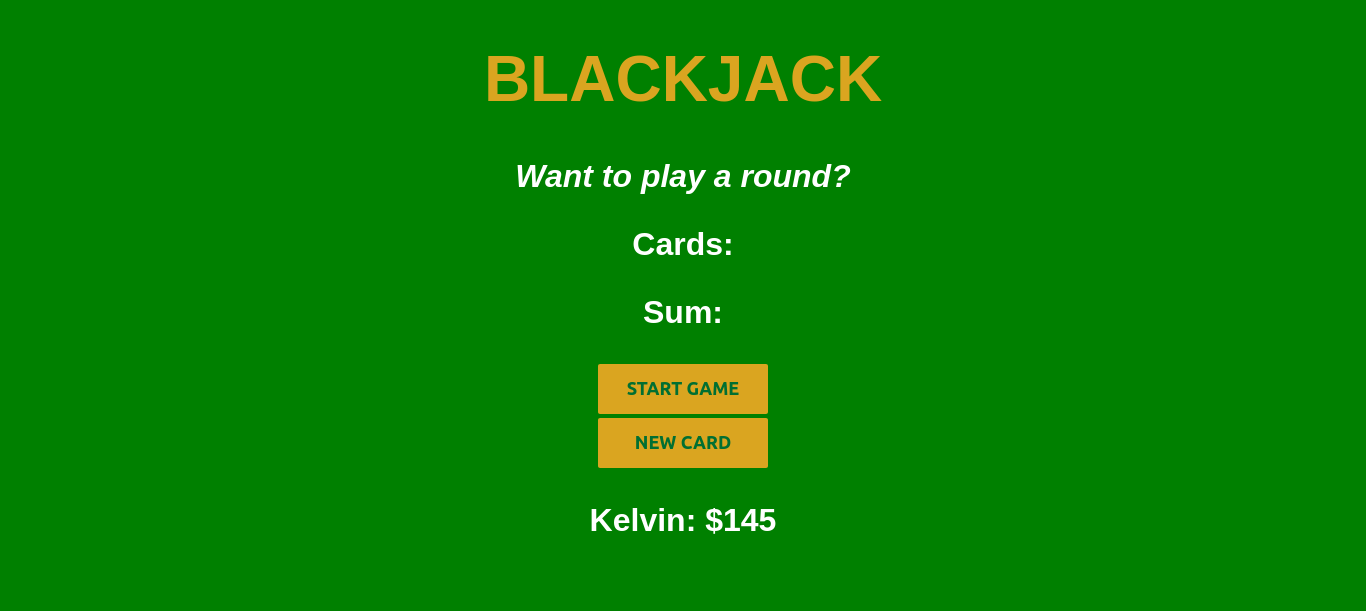 BLACKJACK
Want to play a round?
Cards:
Sum:
START GAME
NEW CARD
Kelvin: $145